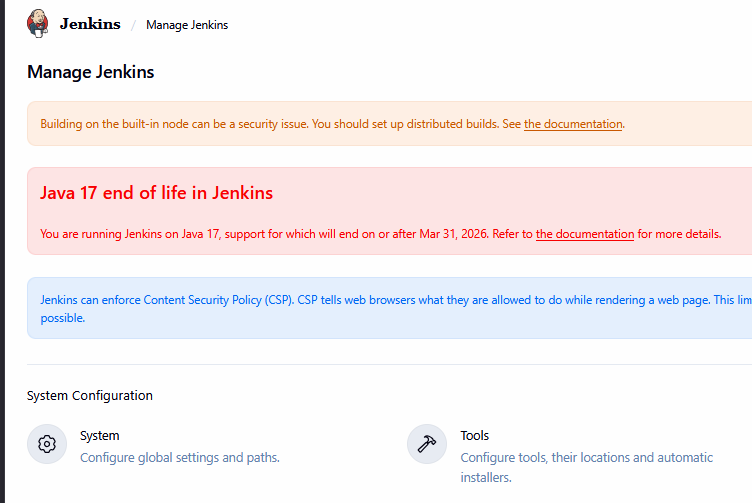 Jenkins / Manage Jenkins
Manage Jenkins
Building on the built-in node can be a security issue. You should set up distributed builds. See the documentation.
Java 17 end of life in Jenkins
You are running Jenkins on Java 17, support for which will end on or after Mar 31, 2026. Refer to the documentation for more details.
Jenkins can enforce Content Security Policy (CSP). CSP tells web browsers what they are allowed to do while rendering a web page. This lim
possible.
System Configuration
System
Configure global settings and paths.
Tools
Configure tools, their locations and automatic
installers.